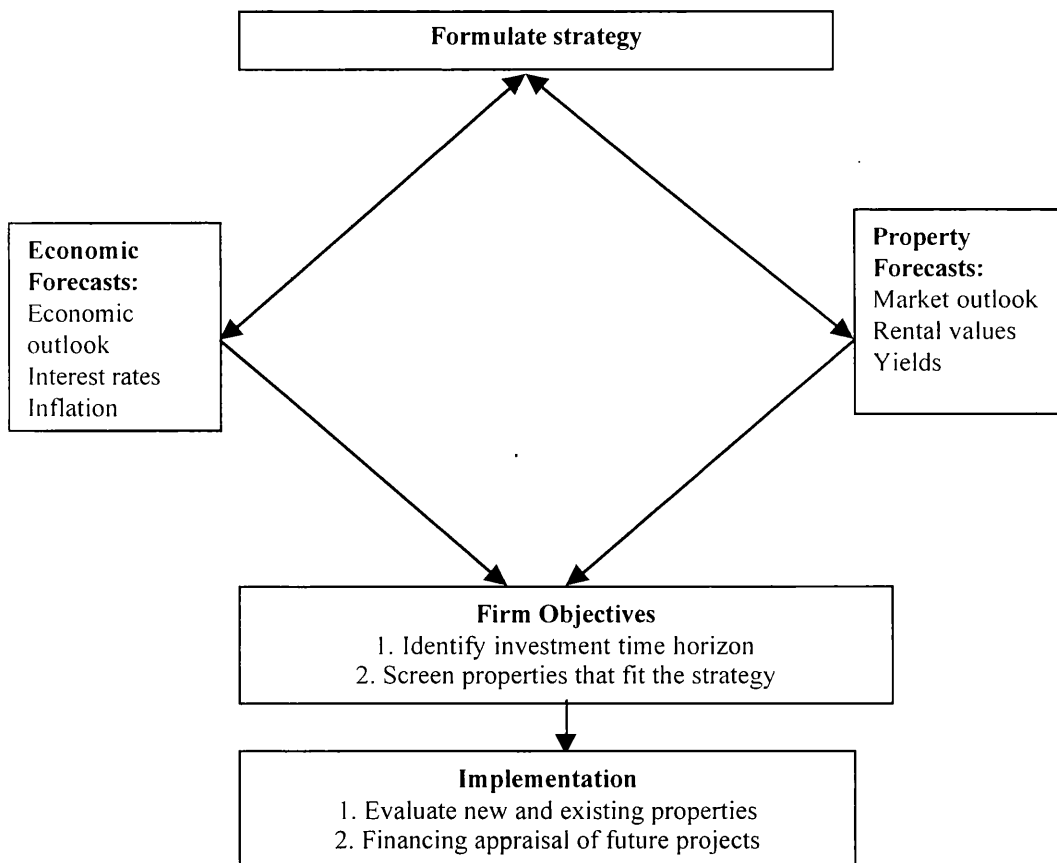 Formulate strategy
Economic
Forecasts:
Economic
outlook
Interest rates
Inflation
Property
Forecasts:
Market outlook
Rental values
Yields
Firm Objectives
1. Identify investment time horizon
2. Screen properties that fit the strategy
Implementation
1. Evaluate new and existing properties
2. Financing appraisal of future projects